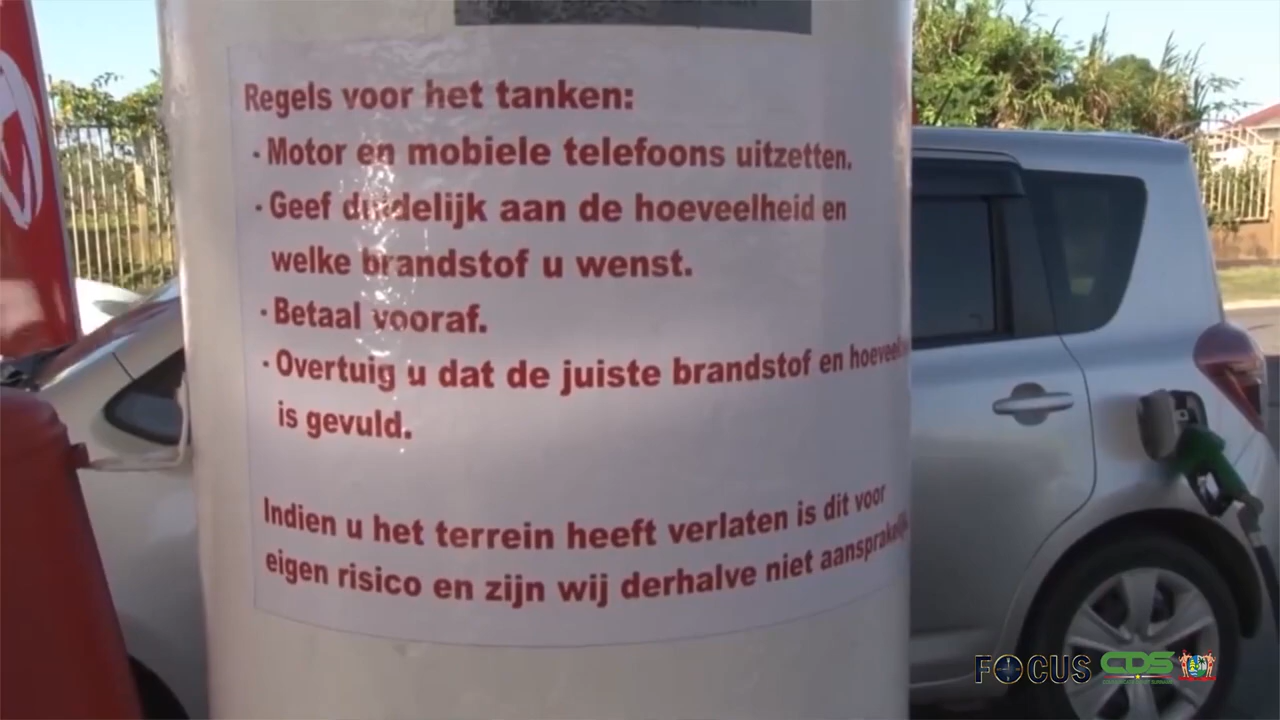 Regels voor het tanken:
· Motor en mobiele telefoons uitzetten.
· Geef duidelijk aan de hoeveelheid en
welke brandstof u wenst.
· Betaal vooraf.
· Overtuig u dat de juiste brandstof en
is gevuld.
Indien u het terrein heeft verlaten is dit voor
eigen risico en zijn wij derhalve niet
FOCUS CDS